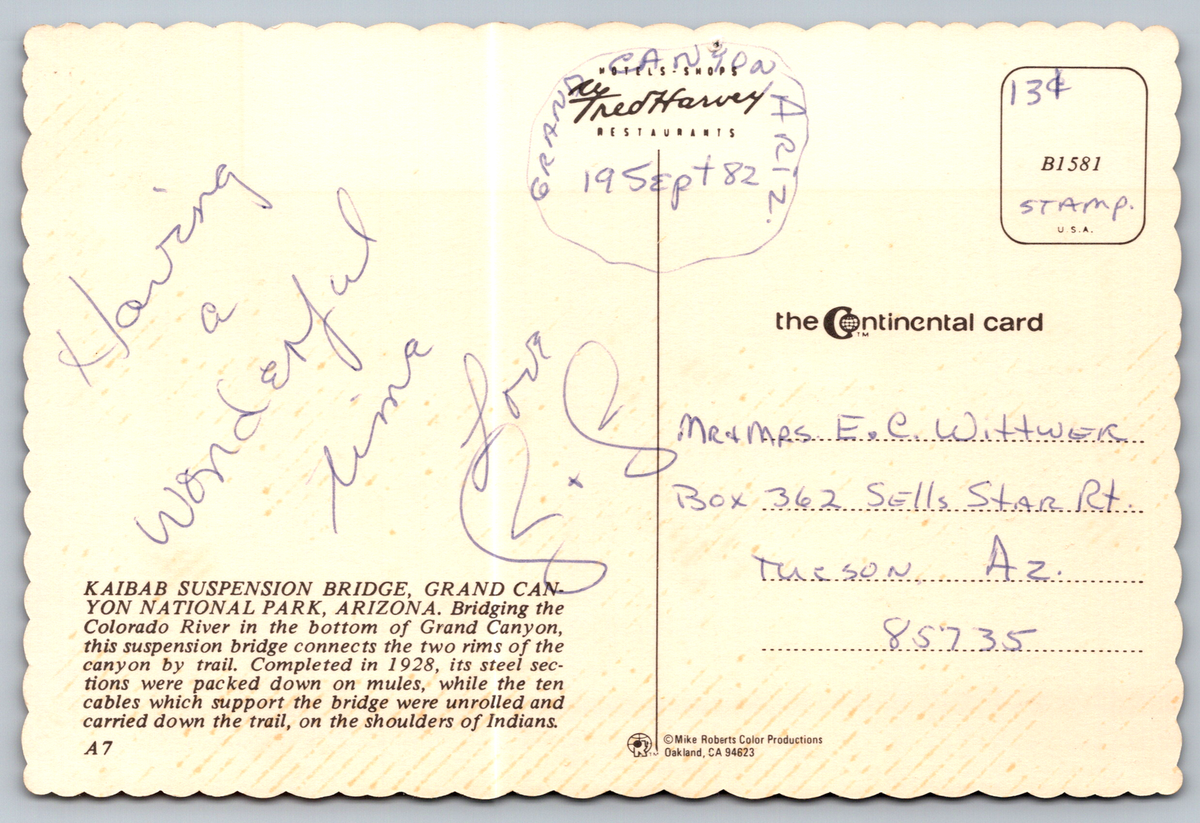 GRAND CANYON ARIZ.
HOTELS - SHOPS
Fred Harvey
RESTAURANTS
19 Sept 82
13¢
B1581
STAMP.
U.S.A.
Having
a
wonderful
time
Love
the Continental card
TM
Mr + Mrs. E. C. Wittwer
Box 362 Sells Star Rt.
Tucson, Az.
85735
KAIBAB SUSPENSION BRIDGE, GRAND CAN-
YON NATIONAL PARK, ARIZONA. Bridging the
Colorado River in the bottom of Grand Canyon,
this suspension bridge connects the two rims of the
canyon by trail. Completed in 1928, its steel sec-
tions were packed down on mules, while the ten
cables which support the bridge were unrolled and
carried down the trail, on the shoulders of Indians.
A7
©Mike Roberts Color Productions
Oakland, CA 94623